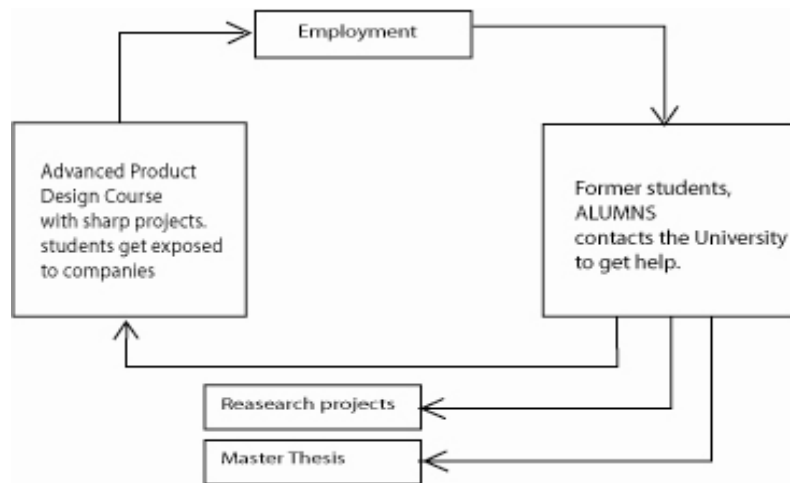 Employment
Advanced Product
Design Course
with sharp projects.
students get exposed
to companies
Former students,
ALUMNS
contacts the University
to get help.
Reasearch projects
Master Thesis